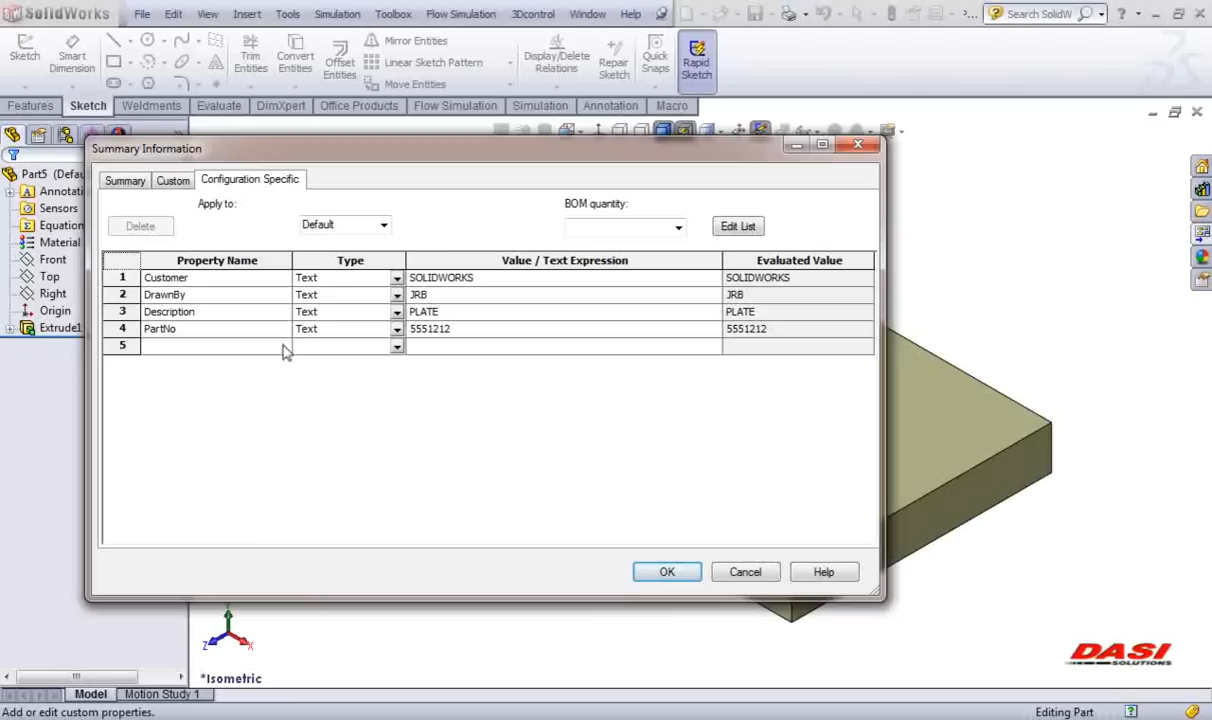 SolidWorks File Edit View Insert Tools Simulation Toolbox Flow Simulation 3Dcontrol Window Help ... Search SolidW
Sketch Smart Dimension Trim Entities Convert Entities Offset Entities Mirror Entities Linear Sketch Pattern Move Entities Display/Delete Relations Repair Sketch Quick Snaps Rapid Sketch
Features Sketch Weldments Evaluate DimXpert Office Products Flow Simulation Simulation Annotation Macro
Part5 (Defau
Annotati
Sensors
Equation
Material
Front
Top
Right
Origin
Extrude1
Summary Information
Summary Custom Configuration Specific
Apply to: BOM quantity:
Delete Default Edit List
Property Name Type Value / Text Expression Evaluated Value
1 Customer Text SOLIDWORKS SOLIDWORKS
2 DrawnBy Text JRB JRB
3 Description Text PLATE PLATE
4 PartNo Text 5551212 5551212
5
OK Cancel Help
Z X
*Isometric
DASI
SOLUTIONS
Model Motion Study 1
Add or edit custom properties. Editing Part